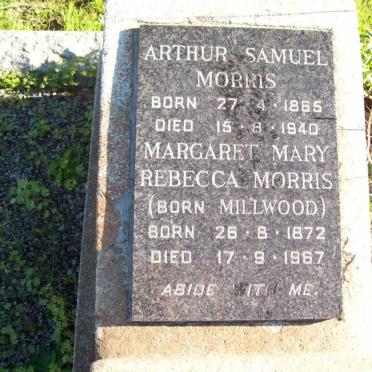 ARTHUR SAMUEL
MORRIS
BORN 27·4·1865
DIED 15·8·1940
MARGARET MARY
REBECCA MORRIS
(BORN MILLWOOD)
BORN 26·8·1872
DIED 17·9·1967
ABIDE WITH ME.